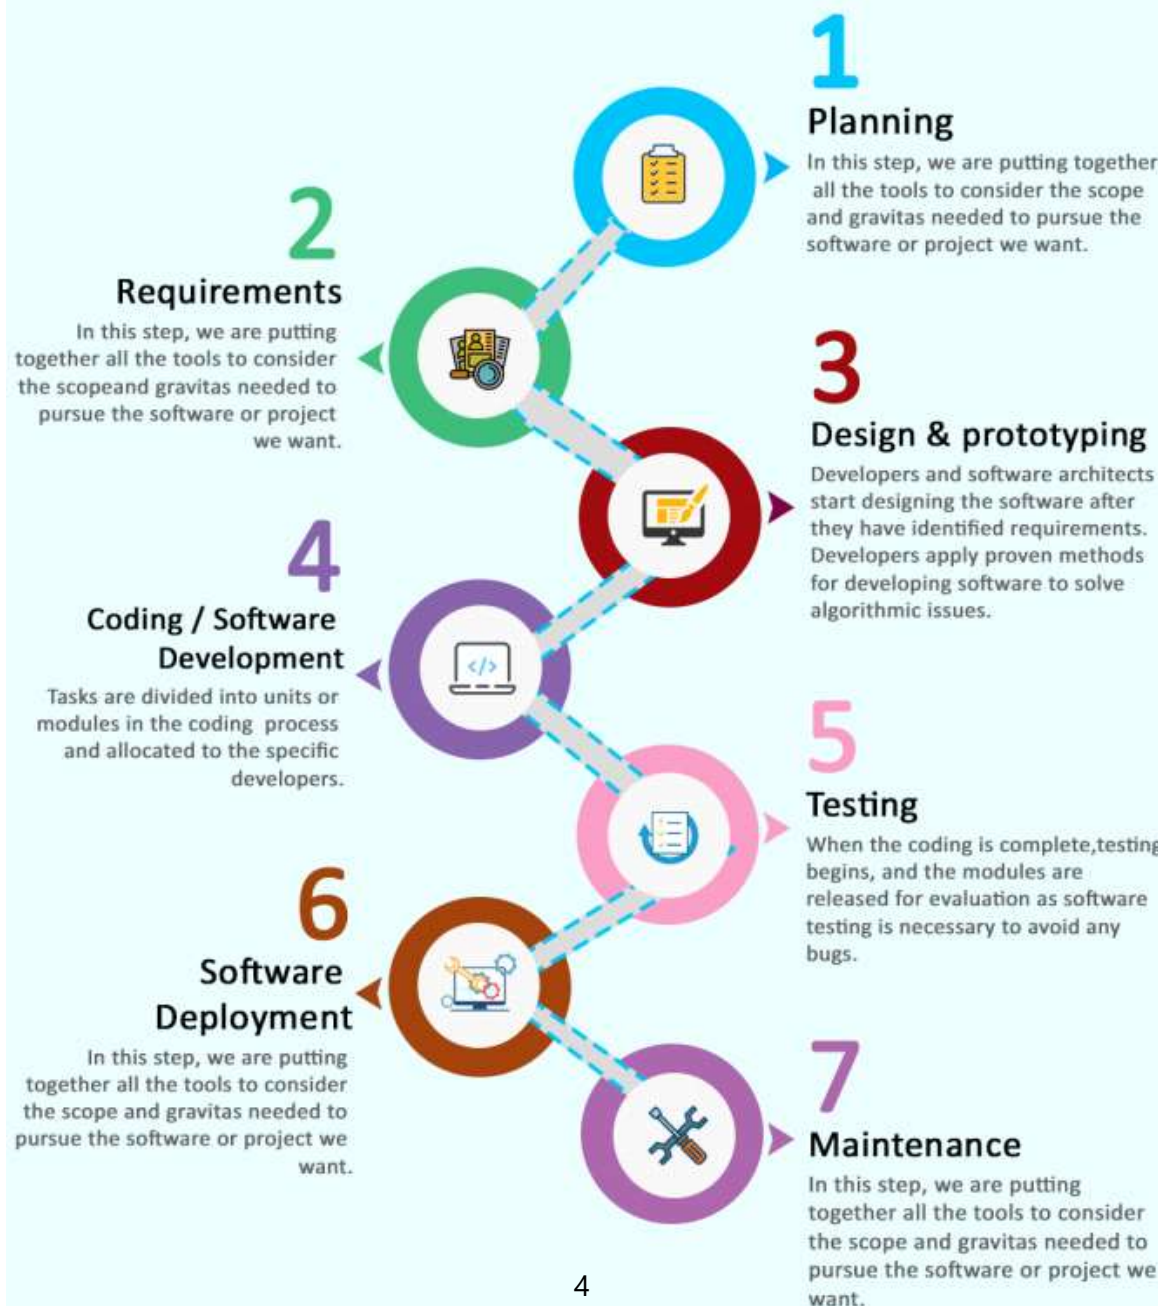 1
Planning
In this step, we are putting together
all the tools to consider the scope
and gravitas needed to pursue the
software or project we want.
2
Requirements
In this step, we are putting
together all the tools to consider
the scopeand gravitas needed to
pursue the software or project
we want.
3
Design & prototyping
Developers and software architects
start designing the software after
they have identified requirements.
Developers apply proven methods
for developing software to solve
algorithmic issues.
4
Coding / Software
Development
Tasks are divided into units or
modules in the coding process
and allocated to the specific
developers.
</>
5
Testing
When the coding is complete,testing
begins, and the modules are
released for evaluation as software
testing is necessary to avoid any
bugs.
6
Software
Deployment
In this step, we are putting
together all the tools to consider
the scope and gravitas needed to
pursue the software or project we
want.
7
Maintenance
In this step, we are putting
together all the tools to consider
the scope and gravitas needed to
pursue the software or project we
want.
4